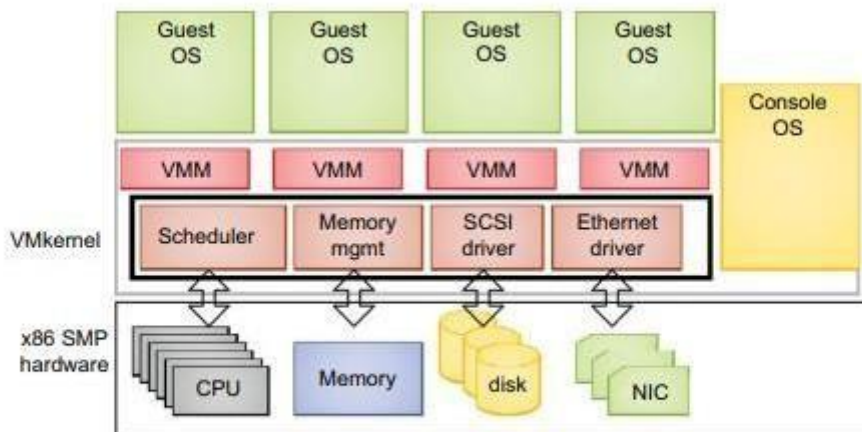 Guest
OS
Guest
OS
Guest
OS
Guest
OS
Console
OS
VMM
VMM
VMM
VMM
VMkernel
Scheduler
Memory
mgmt
SCSI
driver
Ethernet
driver
x86 SMP
hardware
CPU
Memory
disk
NIC